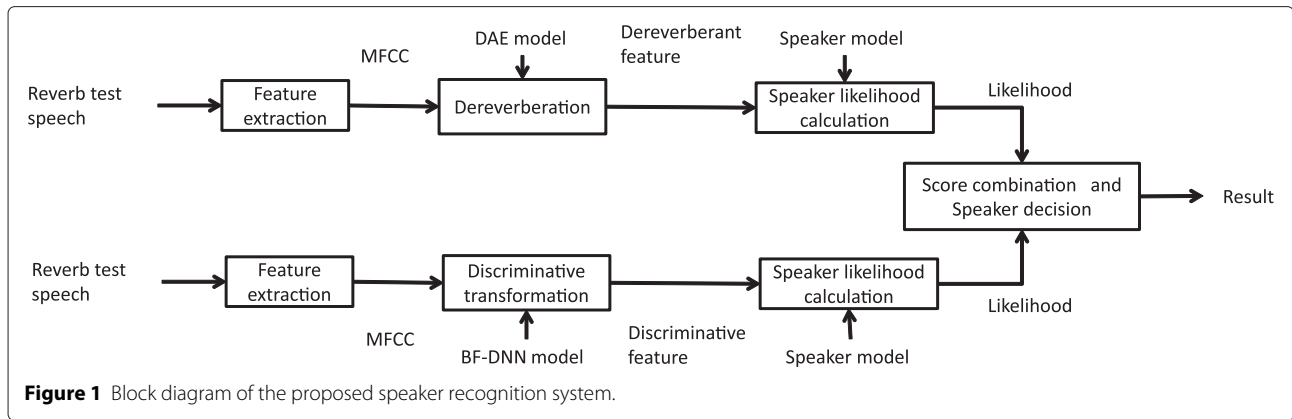 DAE model
Dereverberant
feature
Speaker model
MFCC
Reverb test
speech
Feature
extraction
Dereverberation
Speaker likelihood
calculation
Likelihood
Score combination and
Speaker decision
Result
Reverb test
speech
Feature
extraction
Discriminative
transformation
Speaker likelihood
calculation
Likelihood
MFCC
BF-DNN model
Discriminative
feature
Speaker model
Figure 1 Block diagram of the proposed speaker recognition system.